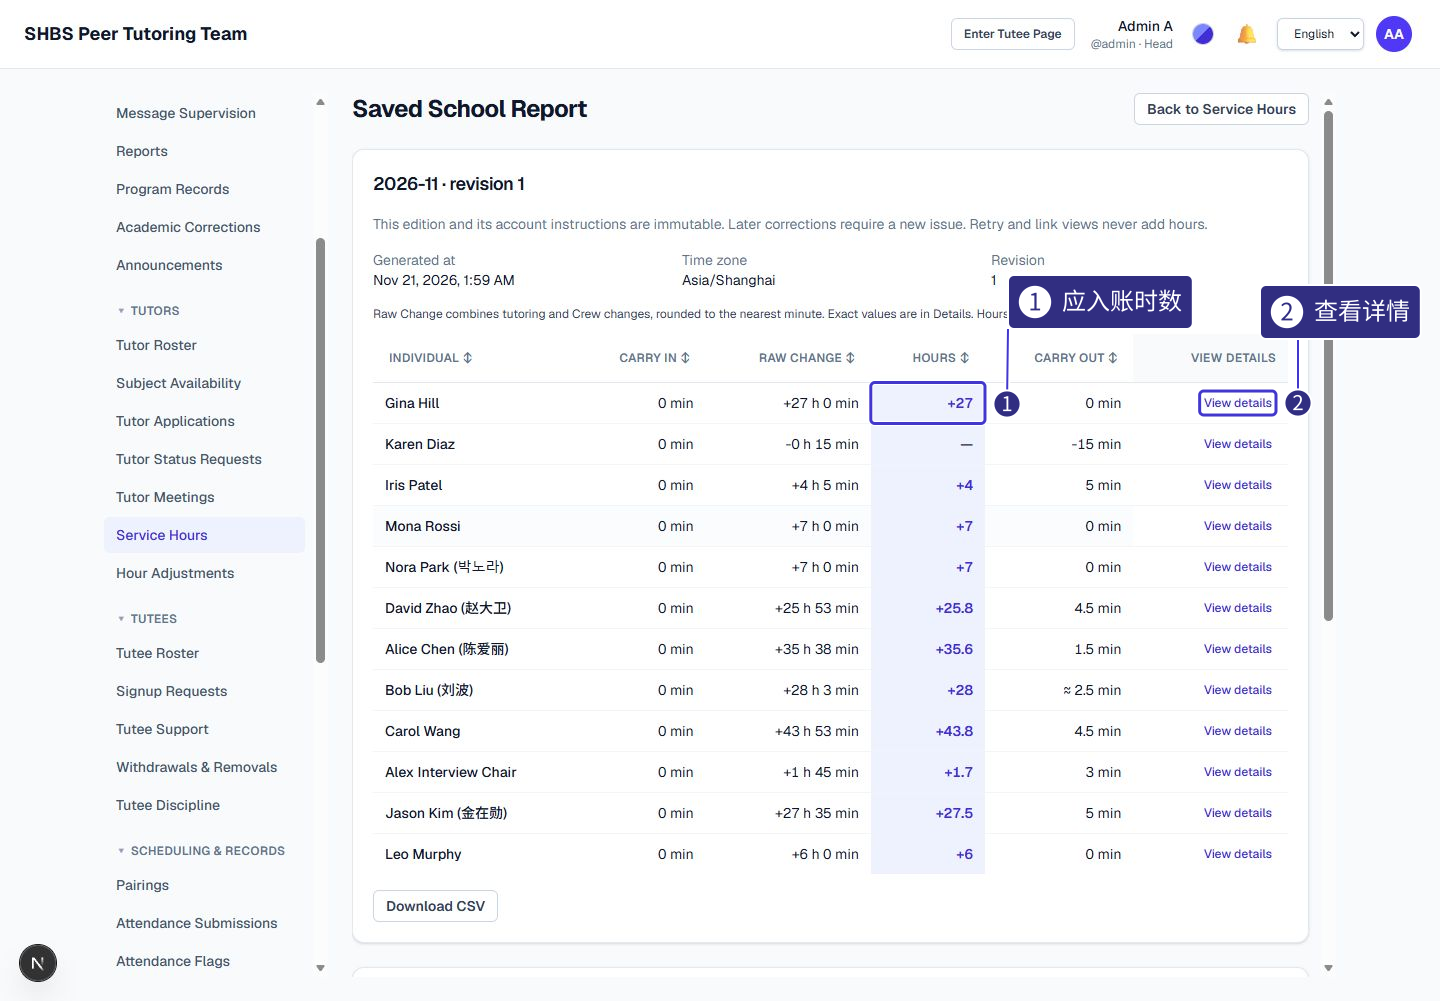 SHBS Peer Tutoring Team
Enter Tutee Page
Admin A
@admin · Head
English
AA
Message Supervision
Reports
Program Records
Academic Corrections
Announcements
TUTORS
Tutor Roster
Subject Availability
Tutor Applications
Tutor Status Requests
Tutor Meetings
Service Hours
Hour Adjustments
TUTEES
Tutee Roster
Signup Requests
Tutee Support
Withdrawals & Removals
Tutee Discipline
SCHEDULING & RECORDS
Pairings
Attendance Submissions
Attendance Flags
N
Saved School Report
Back to Service Hours
2026-11 · revision 1
This edition and its account instructions are immutable. Later corrections require a new issue. Retry and link views never add hours.
Generated at Time zone Revision
Nov 21, 2026, 1:59 AM Asia/Shanghai 1
1 应入账时数
2 查看详情
Raw Change combines tutoring and Crew changes, rounded to the nearest minute. Exact values are in Details. Hours
INDIVIDUAL CARRY IN RAW CHANGE HOURS CARRY OUT VIEW DETAILS
Gina Hill 0 min +27 h 0 min +27 1 0 min View details 2
Karen Diaz 0 min -0 h 15 min — -15 min View details
Iris Patel 0 min +4 h 5 min +4 5 min View details
Mona Rossi 0 min +7 h 0 min +7 0 min View details
Nora Park (박노라) 0 min +7 h 0 min +7 0 min View details
David Zhao (赵大卫) 0 min +25 h 53 min +25.8 4.5 min View details
Alice Chen (陈爱丽) 0 min +35 h 38 min +35.6 1.5 min View details
Bob Liu (刘波) 0 min +28 h 3 min +28 ≈ 2.5 min View details
Carol Wang 0 min +43 h 53 min +43.8 4.5 min View details
Alex Interview Chair 0 min +1 h 45 min +1.7 3 min View details
Jason Kim (金在勋) 0 min +27 h 35 min +27.5 5 min View details
Leo Murphy 0 min +6 h 0 min +6 0 min View details
Download CSV